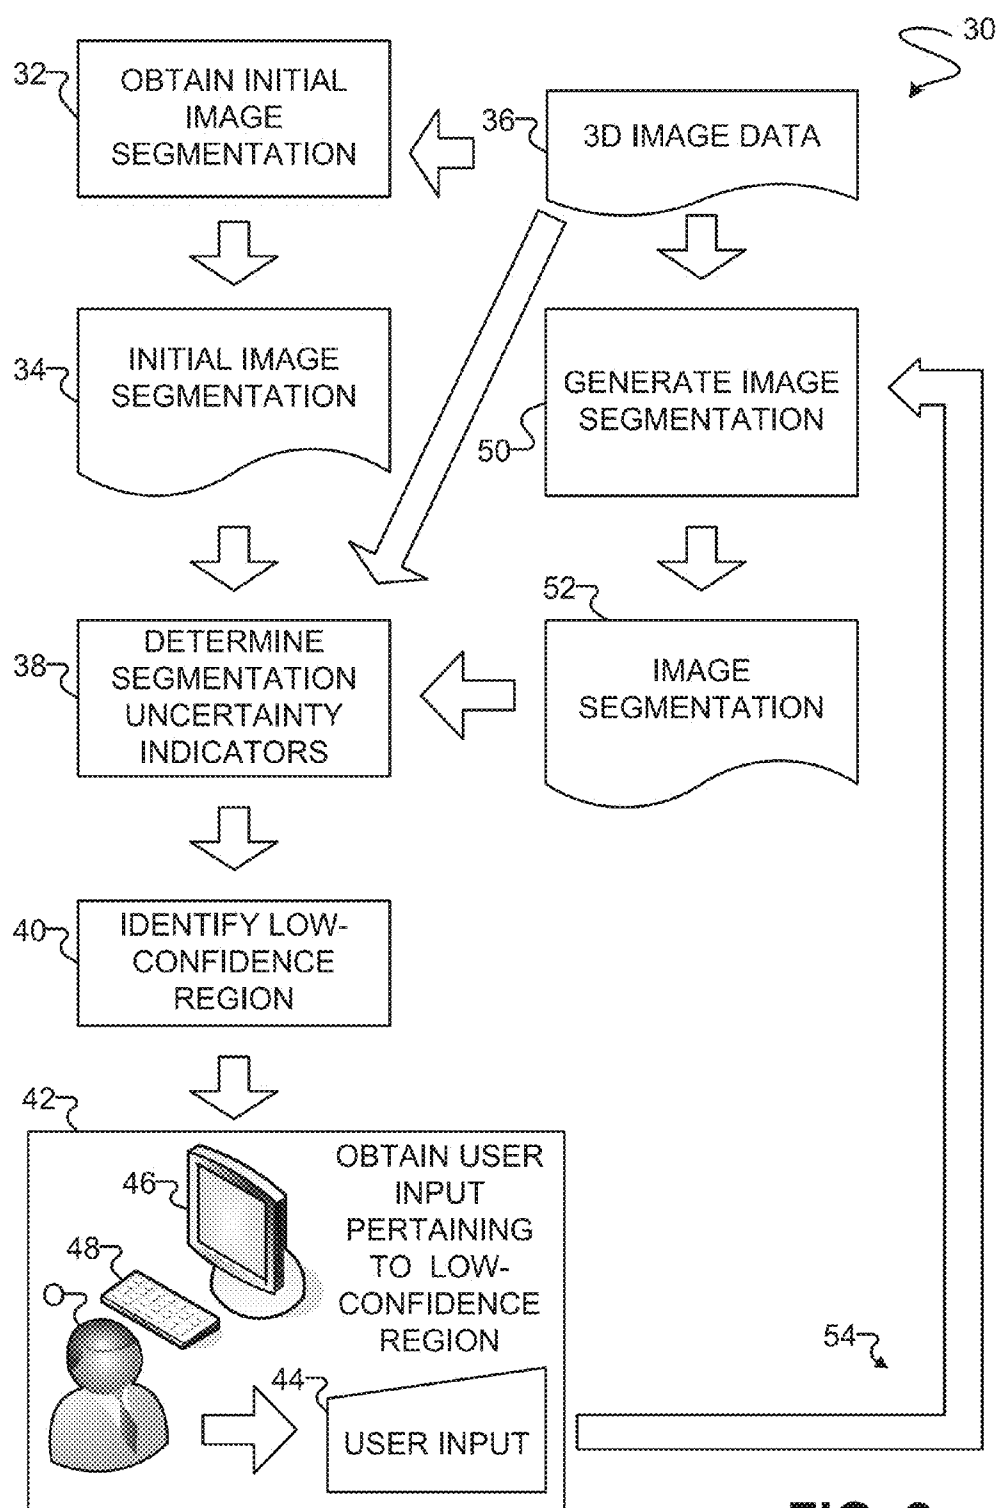 30
32
OBTAIN INITIAL
IMAGE
SEGMENTATION
36
3D IMAGE DATA
34
INITIAL IMAGE
SEGMENTATION
GENERATE IMAGE
SEGMENTATION
50
52
38
DETERMINE
SEGMENTATION
UNCERTAINTY
INDICATORS
IMAGE
SEGMENTATION
40
IDENTIFY LOW-
CONFIDENCE
REGION
42
46
48
O
OBTAIN USER
INPUT
PERTAINING
TO LOW-
CONFIDENCE
REGION
54
44
USER INPUT